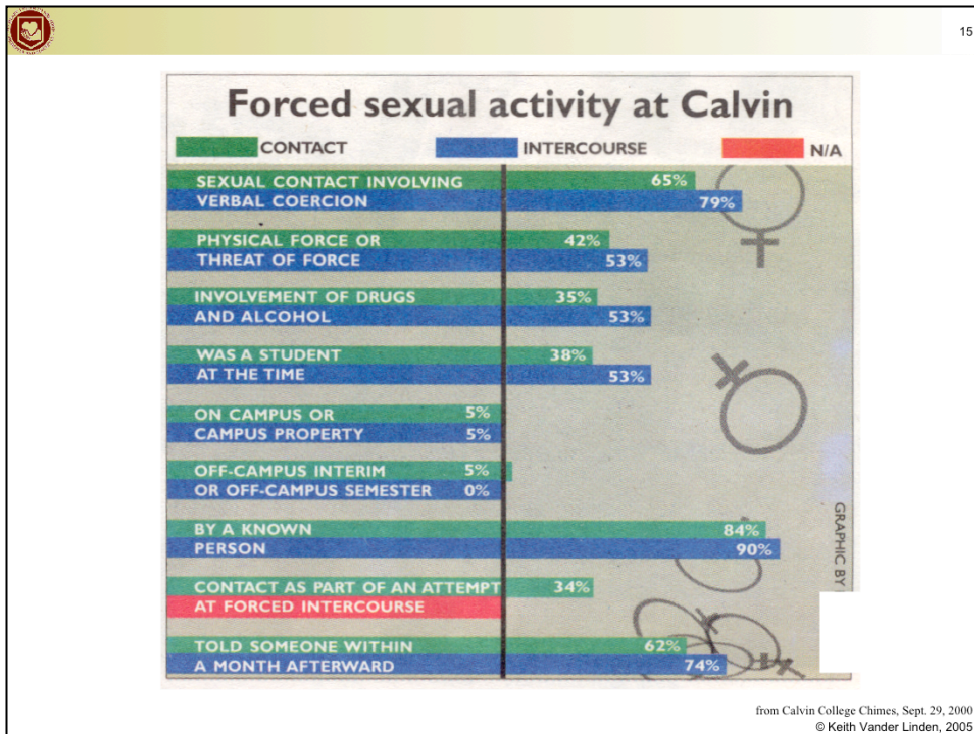 15
Forced sexual activity at Calvin
CONTACT INTERCOURSE N/A
SEXUAL CONTACT INVOLVING 65%
VERBAL COERCION 79%
PHYSICAL FORCE OR 42%
THREAT OF FORCE 53%
INVOLVEMENT OF DRUGS 35%
AND ALCOHOL 53%
WAS A STUDENT 38%
AT THE TIME 53%
ON CAMPUS OR 5%
CAMPUS PROPERTY 5%
OFF-CAMPUS INTERIM 5%
OR OFF-CAMPUS SEMESTER 0%
BY A KNOWN 84%
PERSON 90%
CONTACT AS PART OF AN ATTEMPT 34%
AT FORCED INTERCOURSE
TOLD SOMEONE WITHIN 62%
A MONTH AFTERWARD 74%
GRAPHIC BY
from Calvin College Chimes, Sept. 29, 2000
© Keith Vander Linden, 2005